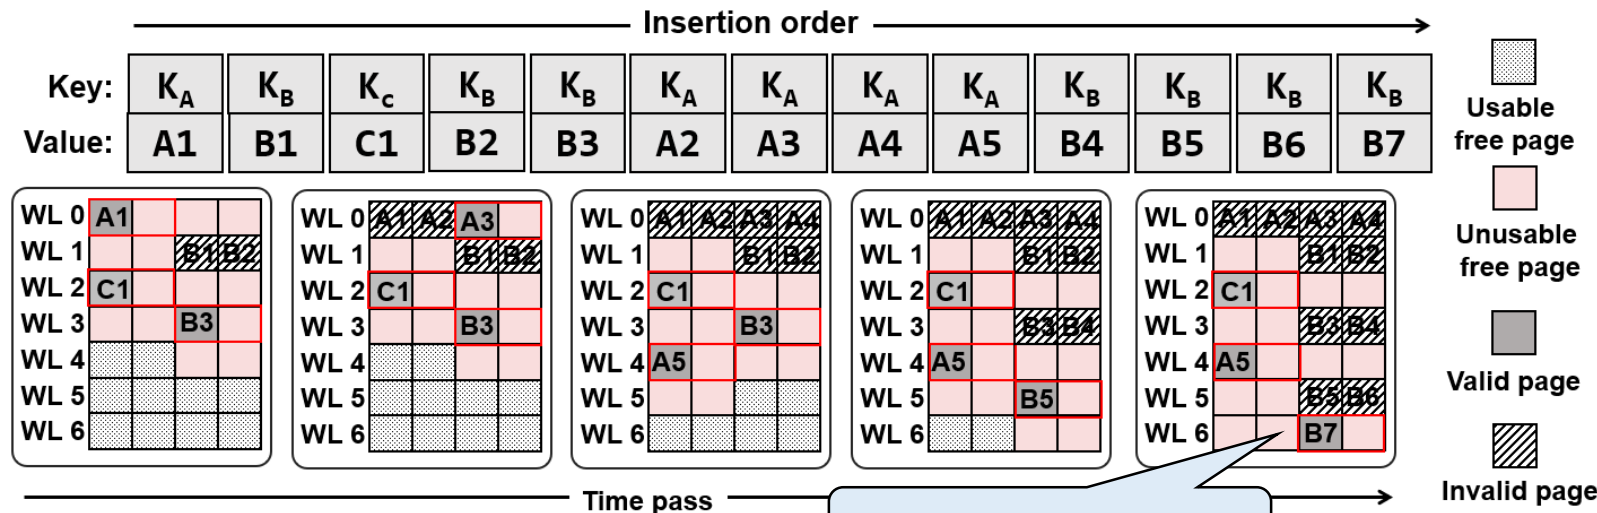 Insertion order
Key: KA KB Kc KB KB KA KA KA KA KB KB KB KB
Value: A1 B1 C1 B2 B3 A2 A3 A4 A5 B4 B5 B6 B7
Usable
free page
Unusable
free page
Valid page
Invalid page
WL 0 A1
WL 1 B1 B2
WL 2 C1
WL 3 B3
WL 4
WL 5
WL 6
WL 0 A1 A2 A3
WL 1 B1 B2
WL 2 C1
WL 3 B3
WL 4
WL 5
WL 6
WL 0 A1 A2 A3 A4
WL 1 B1 B2
WL 2 C1
WL 3 B3
WL 4 A5
WL 5
WL 6
WL 0 A1 A2 A3 A4
WL 1 B1 B2
WL 2 C1
WL 3 B3 B4
WL 4 A5
WL 5 B5
WL 6
WL 0 A1 A2 A3 A4
WL 1 B1 B2
WL 2 C1
WL 3 B3 B4
WL 4 A5
WL 5 B5 B6
WL 6 B7
Time pass